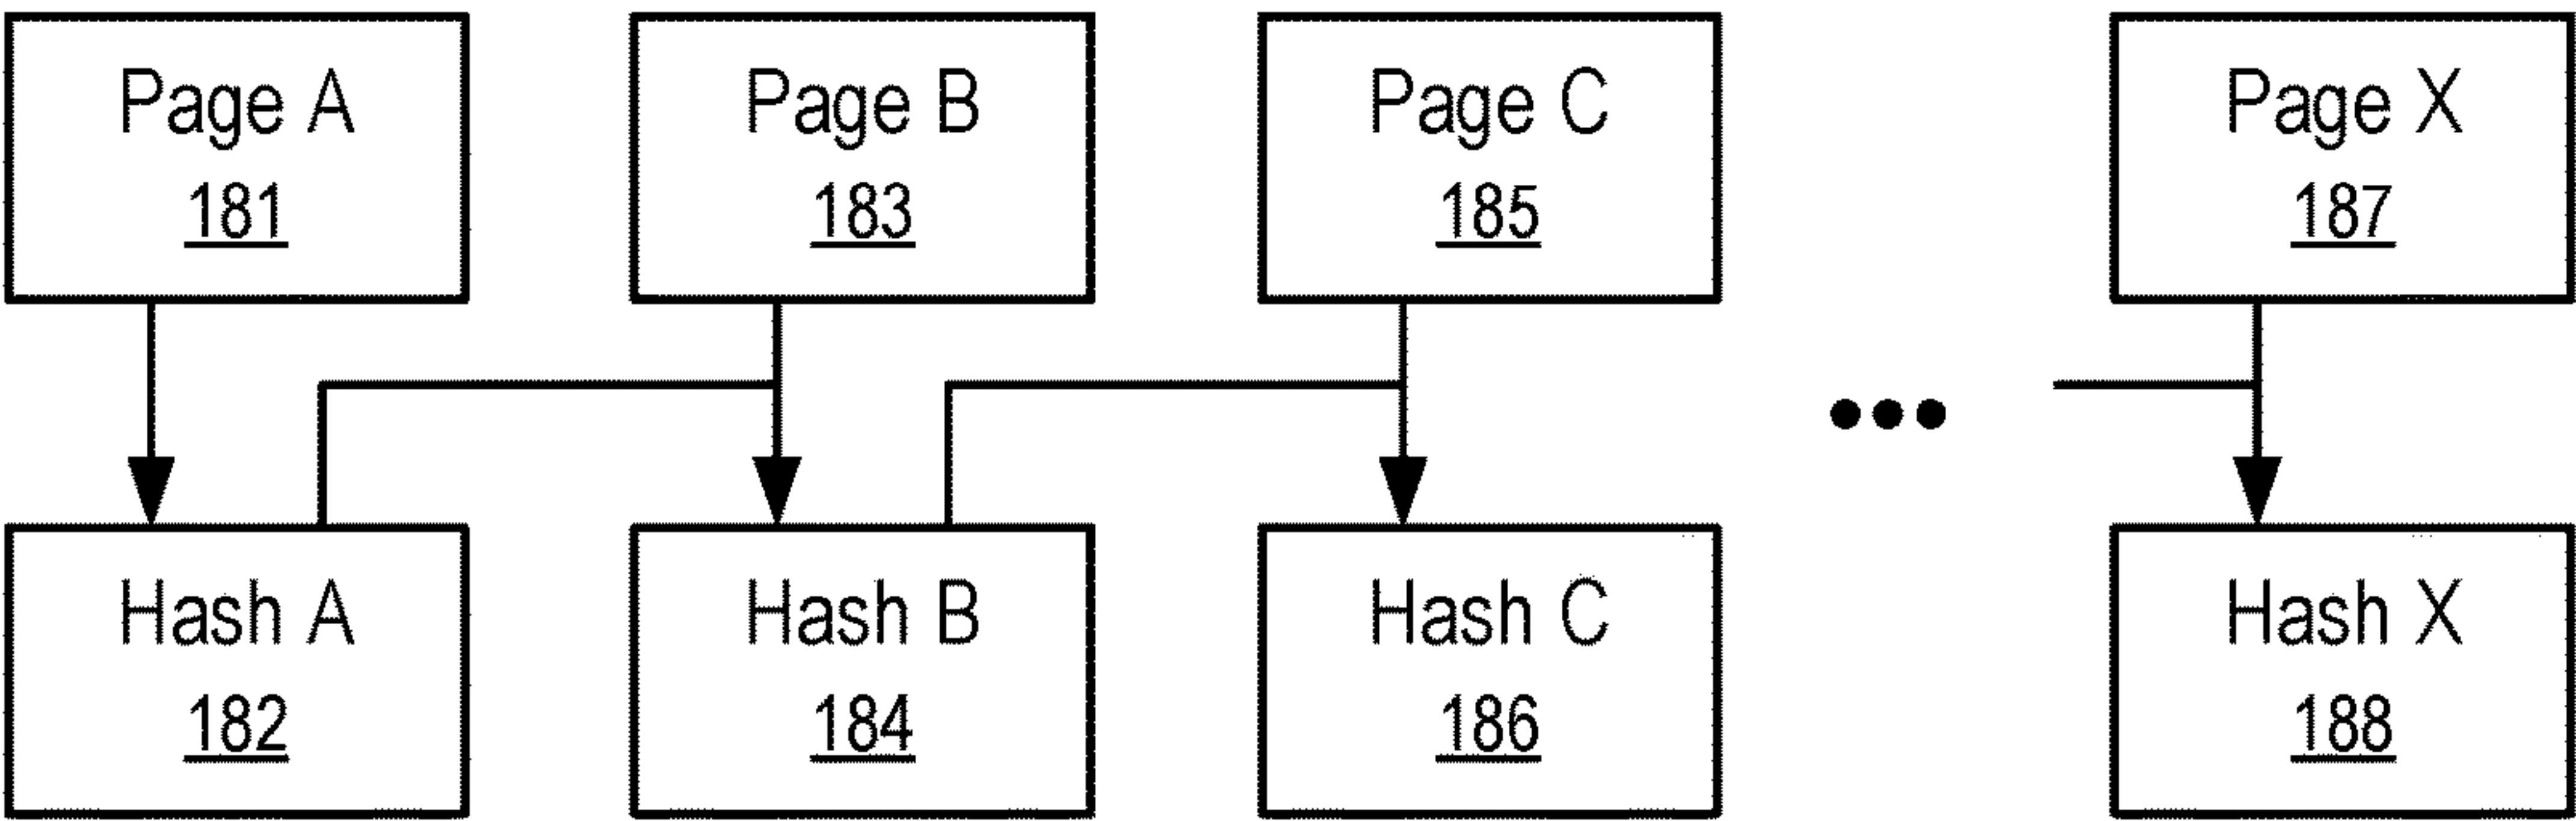 Page A
181
Page B
183
Page C
185
Page X
187
Hash A
182
Hash B
184
Hash C
186
Hash X
188